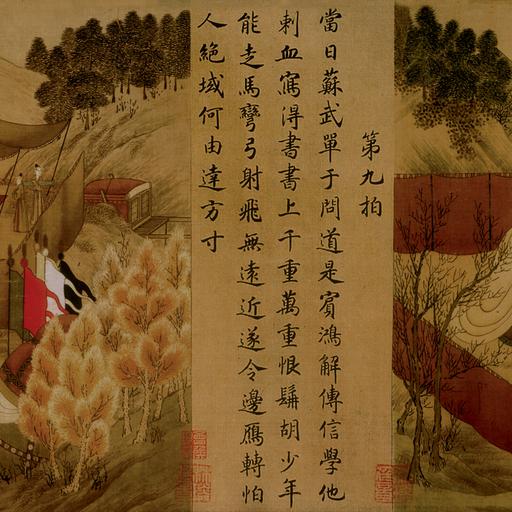 第九拍
當日蘇武單于問道是賓鴻解傳信學他
刺血寫得書書上千重萬重恨髯胡少年
能走馬彎弓射飛無遠近遂令邊鴈轉怕
人絶域何由達方寸